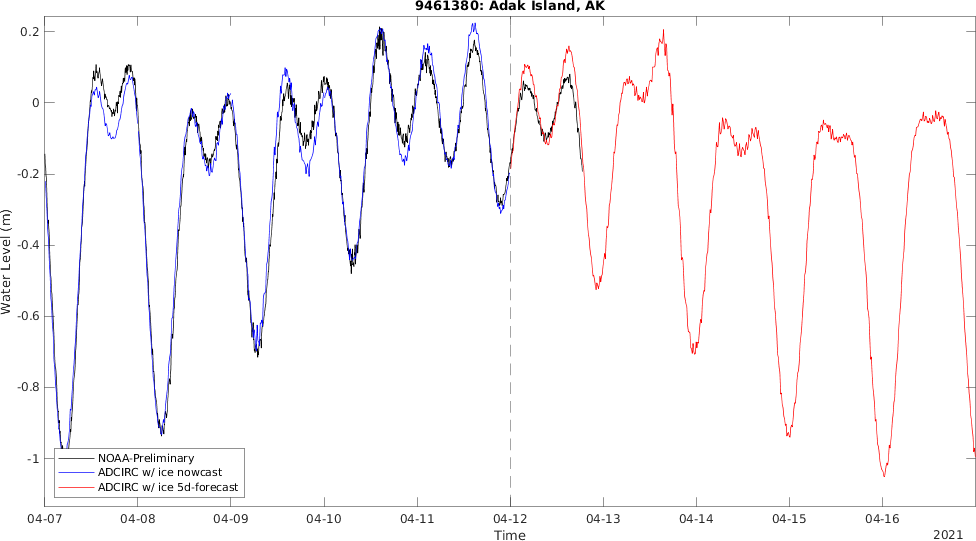 9461380: Adak Island, AK
0.2
0
-0.2
-0.4
-0.6
-0.8
-1
Water Level (m)
NOAA-Preliminary
ADCIRC w/ ice nowcast
ADCIRC w/ ice 5d-forecast
04-07 04-08 04-09 04-10 04-11 04-12 04-13 04-14 04-15 04-16
Time
2021